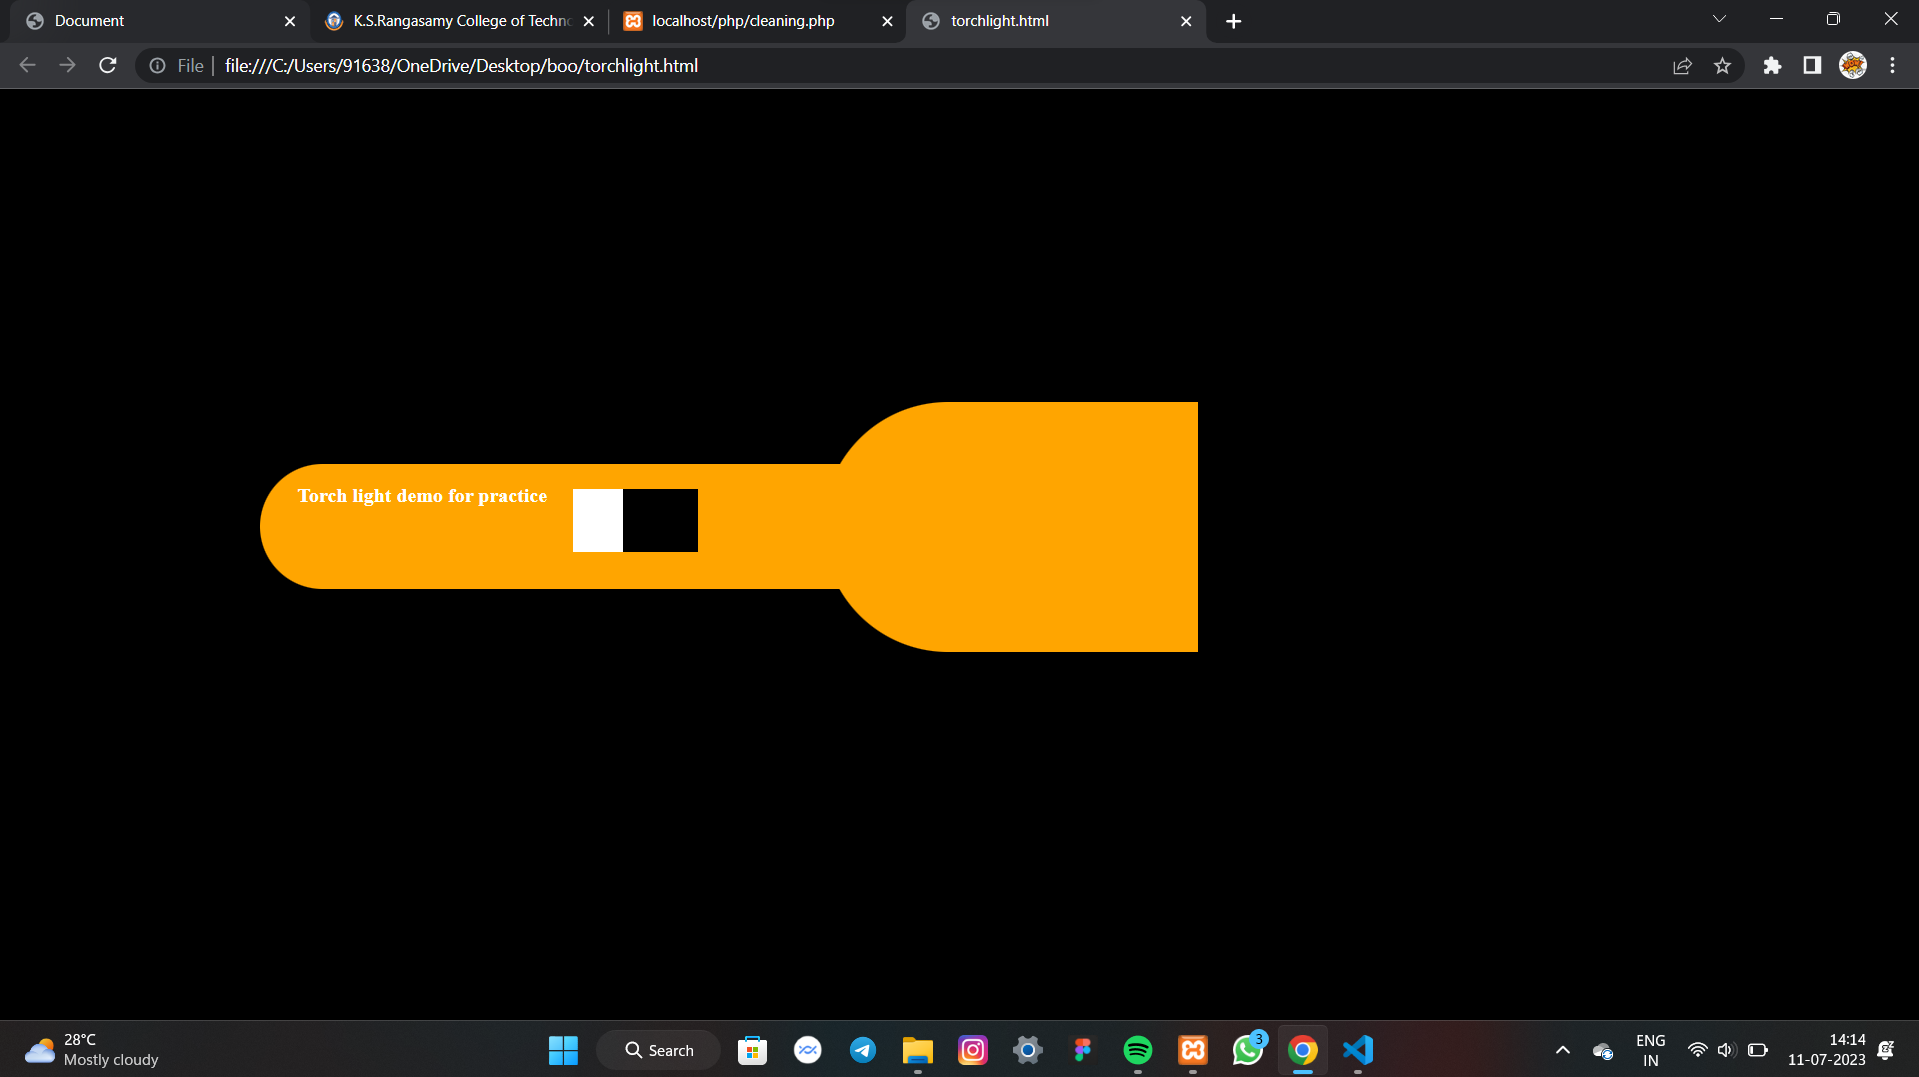 Document
K.S.Rangasamy College of Techno
localhost/php/cleaning.php
torchlight.html
File
file:///C:/Users/91638/OneDrive/Desktop/boo/torchlight.html
Torch light demo for practice
28°C
Mostly cloudy
Search
3
ENG
IN
14:14
11-07-2023